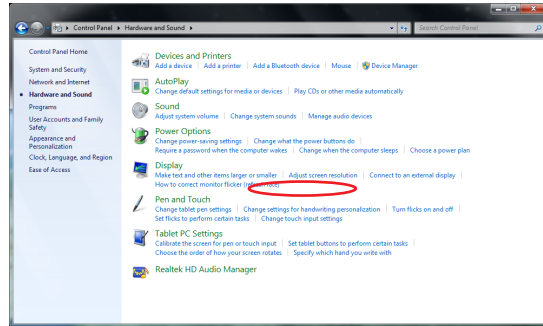 Control Panel ▸ Hardware and Sound ▸
Search Control Panel
Control Panel Home
System and Security
Network and Internet
Hardware and Sound
Programs
User Accounts and Family
Safety
Appearance and
Personalization
Clock, Language, and Region
Ease of Access
Devices and Printers
Add a device | Add a printer | Add a Bluetooth device | Mouse | Device Manager
AutoPlay
Change default settings for media or devices | Play CDs or other media automatically
Sound
Adjust system volume | Change system sounds | Manage audio devices
Power Options
Change power-saving settings | Change what the power buttons do |
Require a password when the computer wakes | Change when the computer sleeps | Choose a power plan
Display
Make text and other items larger or smaller | Adjust screen resolution | Connect to an external display |
How to correct monitor flicker (refresh rate)
Pen and Touch
Change tablet pen settings | Change settings for handwriting personalization | Turn flicks on and off |
Set flicks to perform certain tasks | Change touch input settings
Tablet PC Settings
Calibrate the screen for pen or touch input | Set tablet buttons to perform certain tasks |
Choose the order of how your screen rotates | Specify which hand you write with
Realtek HD Audio Manager